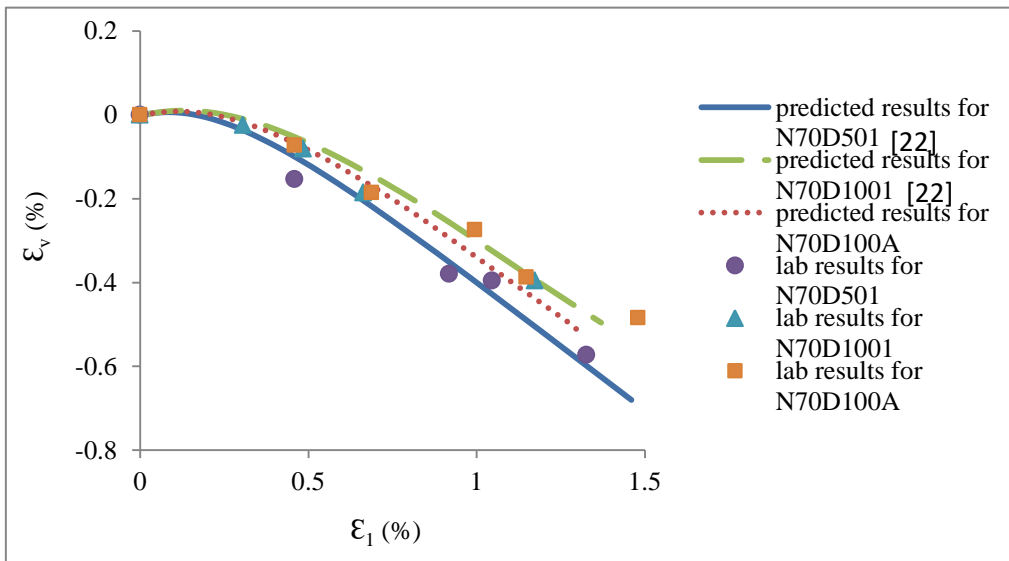 0.2
0
-0.2
-0.4
-0.6
-0.8
0
0.5
1
1.5
Ɛv (%)
Ɛ1 (%)
predicted results for
N70D501 [22]
predicted results for
N70D1001 [22]
predicted results for
N70D100A
lab results for
N70D501
lab results for
N70D1001
lab results for
N70D100A